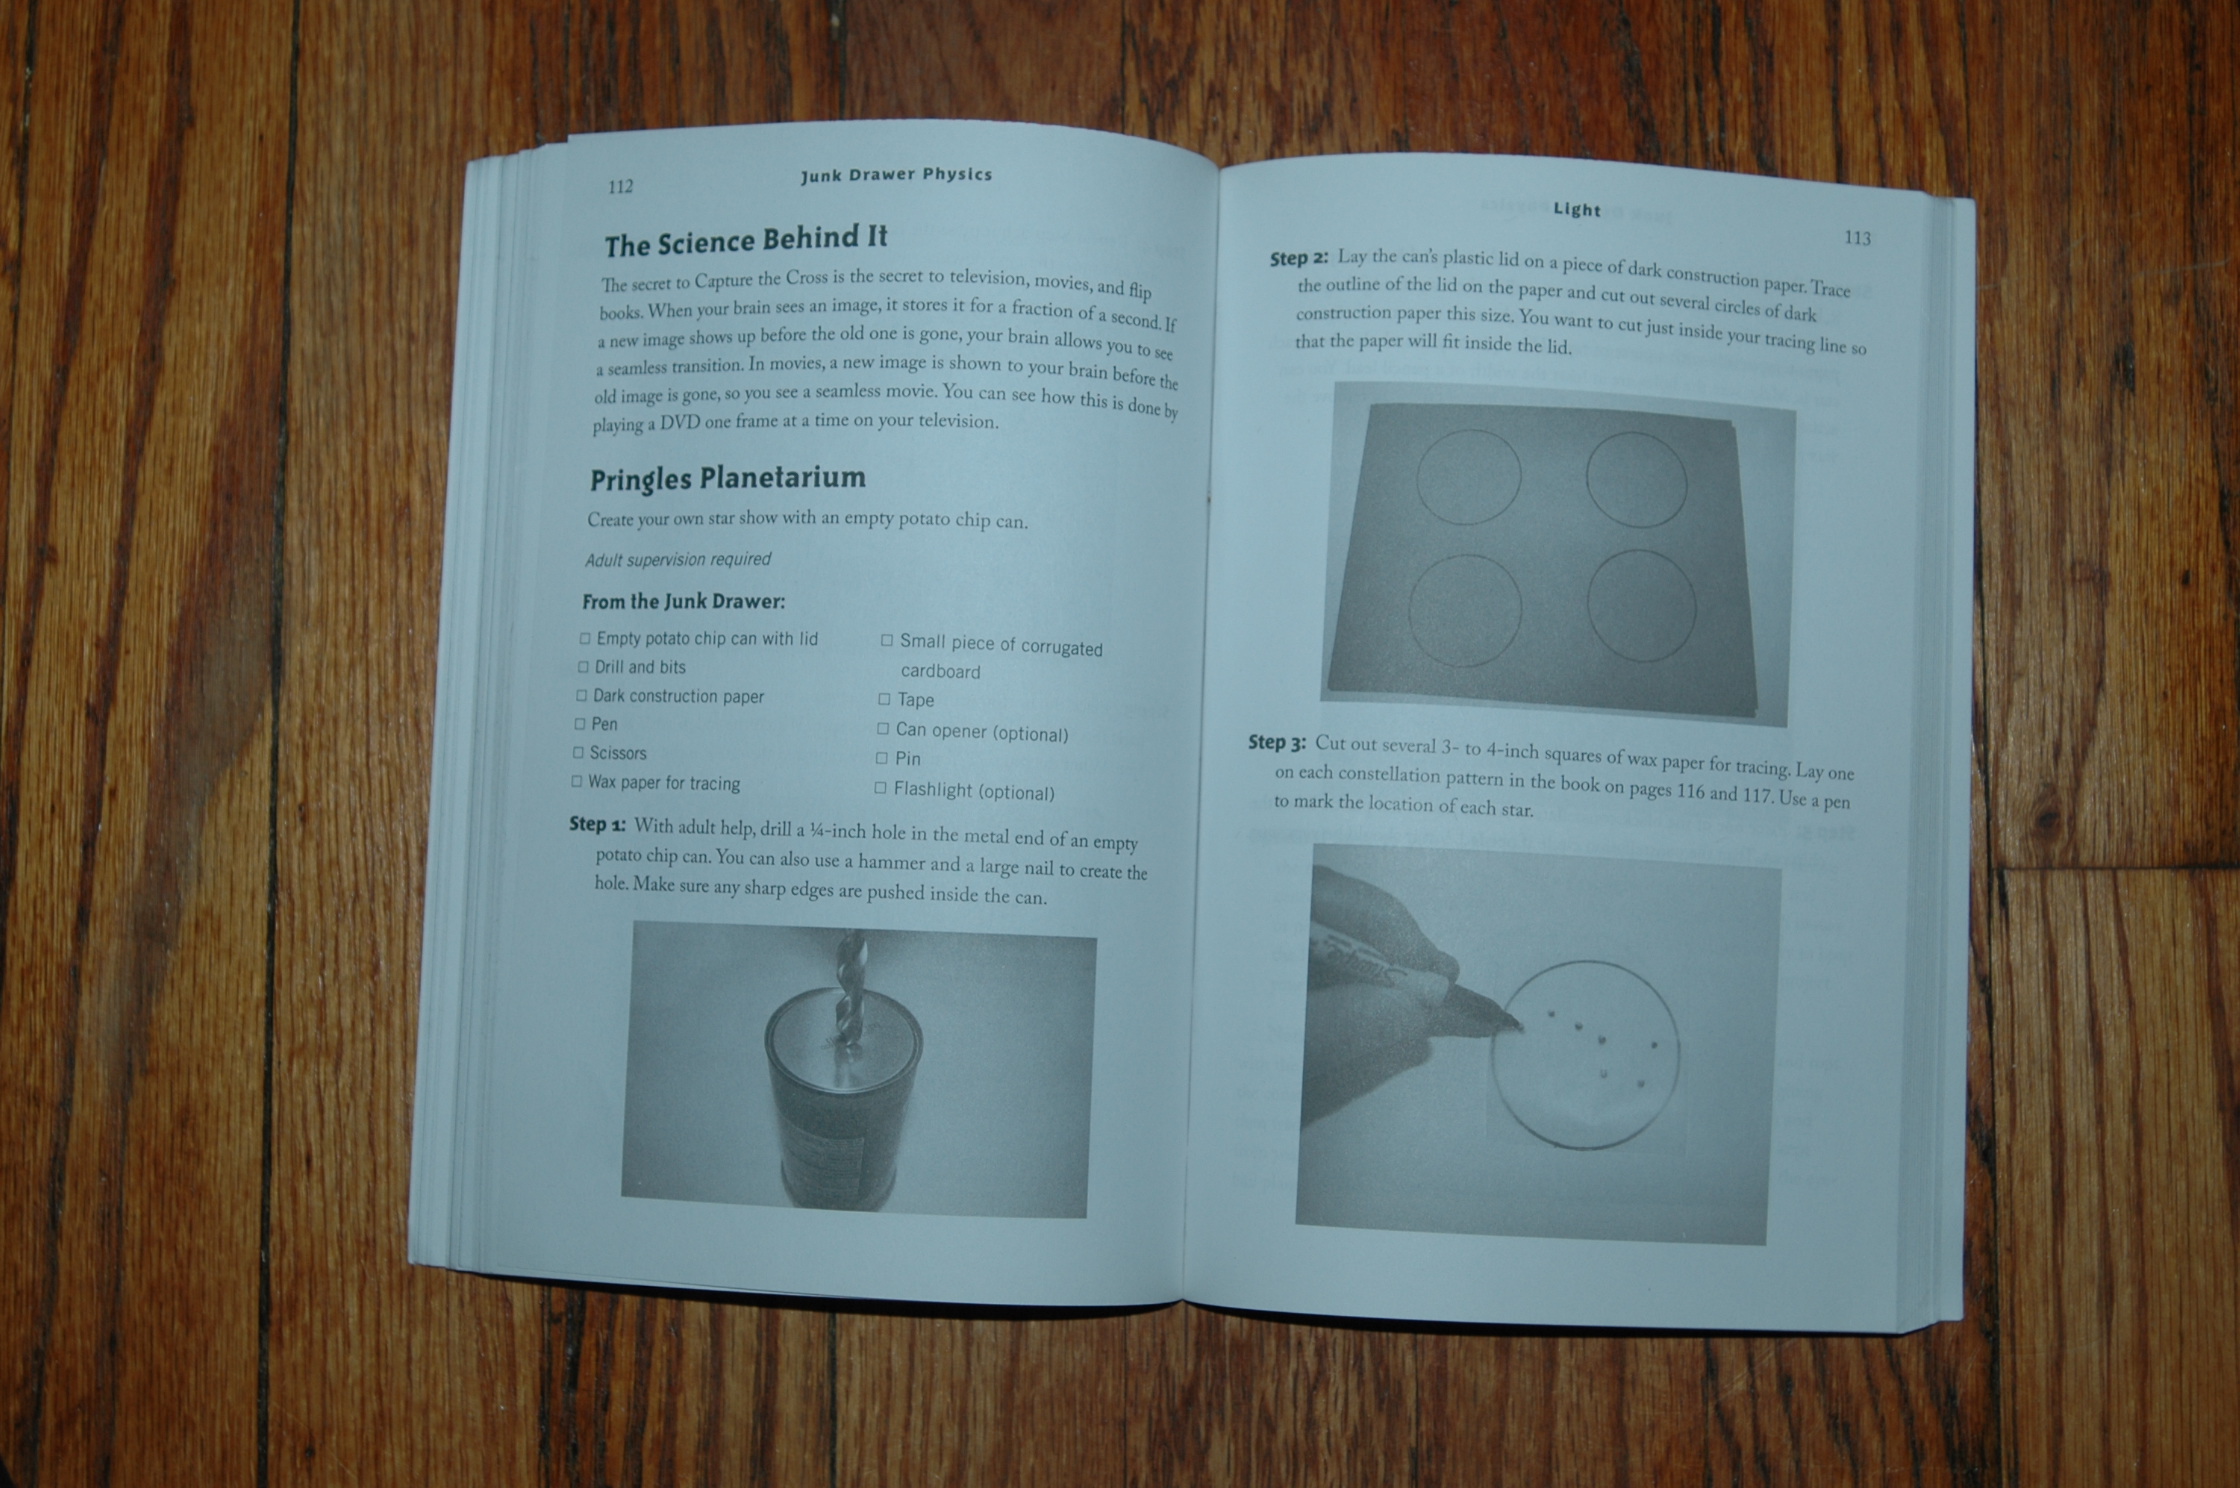 112
Junk Drawer Physics
The Science Behind It
The secret to Capture the Cross is the secret to television, movies, and flip
books. When your brain sees an image, it stores it for a fraction of a second. If
a new image shows up before the old one is gone, your brain allows you to see
a seamless transition. In movies, a new image is shown to your brain before the
old image is gone, so you see a seamless movie. You can see how this is done by
playing a DVD one frame at a time on your television.
Pringles Planetarium
Create your own star show with an empty potato chip can.
Adult supervision required
From the Junk Drawer:
☐ Empty potato chip can with lid
☐ Drill and bits
☐ Dark construction paper
☐ Pen
☐ Scissors
☐ Wax paper for tracing
☐ Small piece of corrugated
cardboard
☐ Tape
☐ Can opener (optional)
☐ Pin
☐ Flashlight (optional)
Step 1: With adult help, drill a ¼-inch hole in the metal end of an empty
potato chip can. You can also use a hammer and a large nail to create the
hole. Make sure any sharp edges are pushed inside the can.
Light
113
Step 2: Lay the can's plastic lid on a piece of dark construction paper. Trace
the outline of the lid on the paper and cut out several circles of dark
construction paper this size. You want to cut just inside your tracing line so
that the paper will fit inside the lid.
Step 3: Cut out several 3- to 4-inch squares of wax paper for tracing. Lay one
on each constellation pattern in the book on pages 116 and 117. Use a pen
to mark the location of each star.